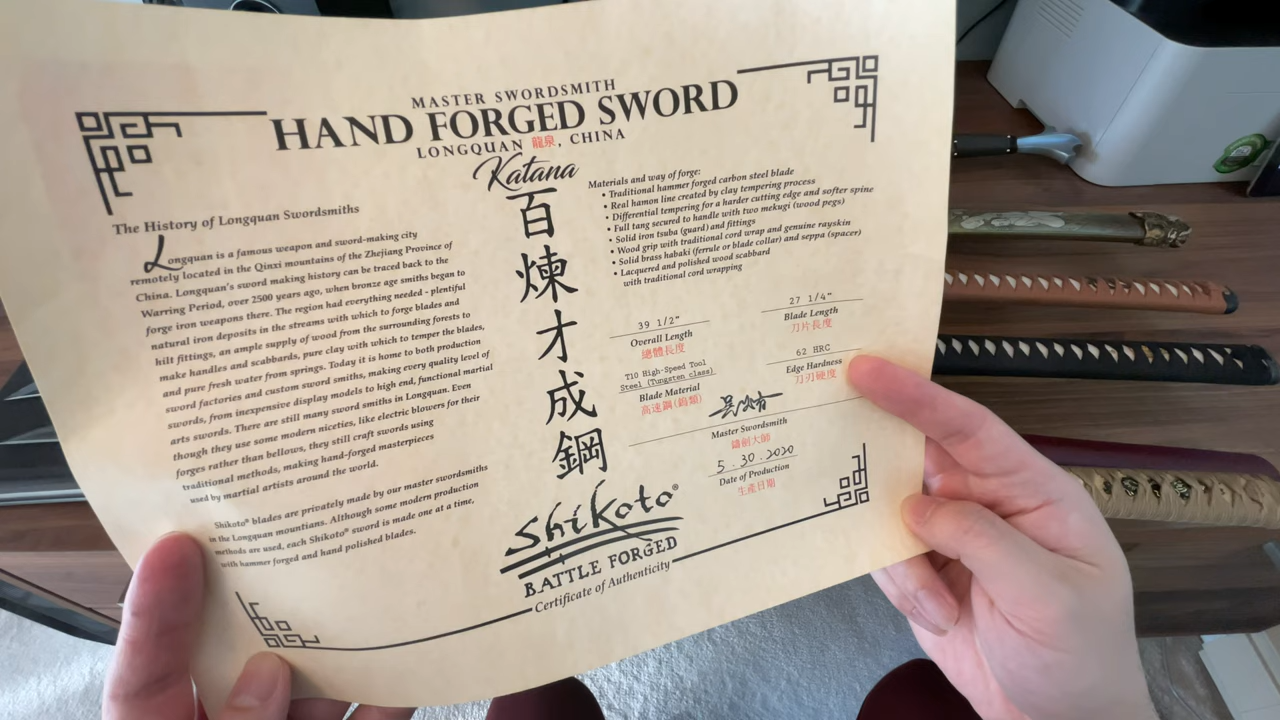 MASTER SWORDSMITH
HAND FORGED SWORD
LONGQUAN 龍泉, CHINA
Katana
百
煉
才
成
鋼
The History of Longquan Swordsmiths
Longquan is a famous weapon and sword-making city
remotely located in the Qinxi mountains of the Zhejiang Province of
China. Longquan's sword making history can be traced back to the
Warring Period, over 2500 years ago, when bronze age smiths began to
forge iron weapons there. The region had everything needed - plentiful
natural iron deposits in the streams with which to forge blades and
hilt fittings, an ample supply of wood from the surrounding forests to
make handles and scabbards, pure clay with which to temper the blades,
and pure fresh water from springs. Today it is home to both production
sword factories and custom sword smiths, making every quality level of
swords, from inexpensive display models to high end, functional martial
arts swords. There are still many sword smiths in Longquan. Even
though they use some modern niceties, like electric blowers for their
forges rather than bellows, they still craft swords using
traditional methods, making hand-forged masterpieces
used by martial artists around the world.
Shikoto® blades are privately made by our master swordsmiths
in the Longquan mountians. Although some modern production
methods are used, each Shikoto® sword is made one at a time,
with hammer forged and hand polished blades.
Materials and way of forge:
• Traditional hammer forged carbon steel blade
• Real hamon line created by clay tempering process
• Differential tempering for a harder cutting edge and softer spine
• Full tang secured to handle with two mekugi (wood pegs)
• Solid iron tsuba (guard) and fittings
• Wood grip with traditional cord wrap and genuine rayskin
• Solid brass habaki (ferrule or blade collar) and seppa (spacer)
• Lacquered and polished wood scabbard
with traditional cord wrapping
39 1/2"
Overall Length
總體長度
27 1/4"
Blade Length
刀片長度
T10 High-Speed Tool
Steel (Tungsten class)
Blade Material
高速鋼(鎢類)
62 HRC
Edge Hardness
刀刃硬度
Master Swordsmith
鑄劍大師
5.30.2020
Date of Production
生產日期
Shikoto®
BATTLE FORGED
Certificate of Authenticity